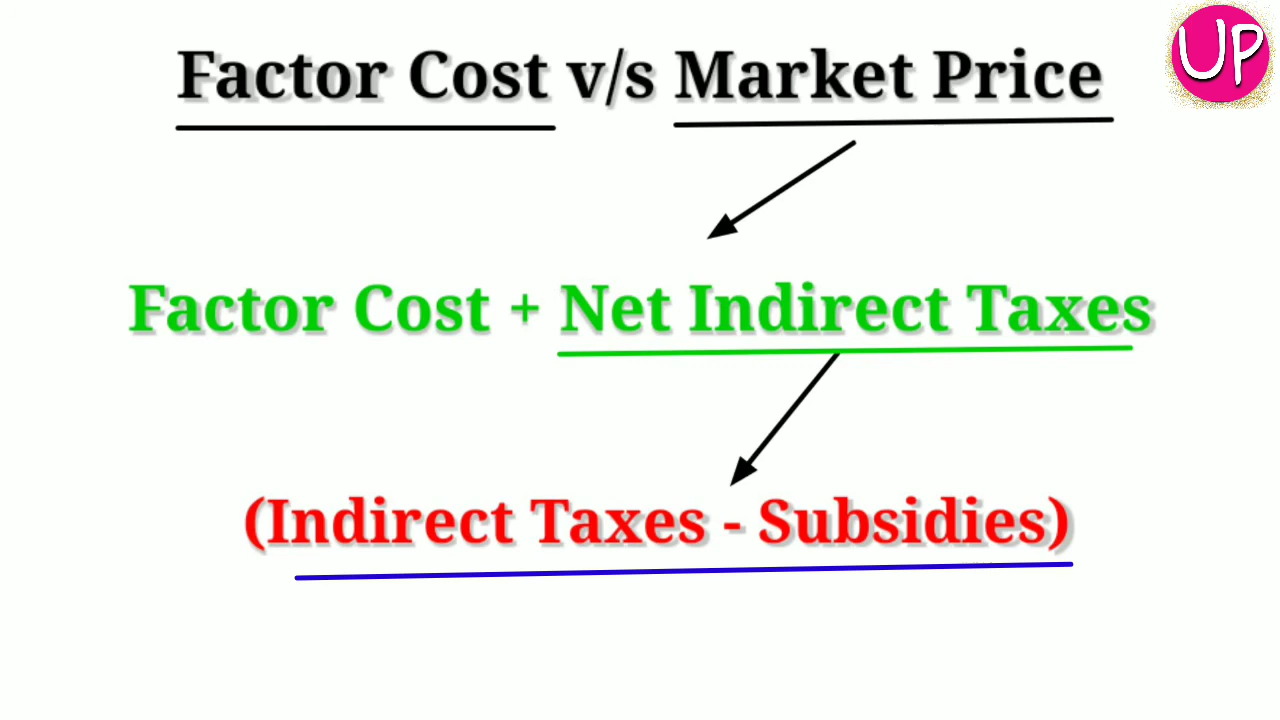 Factor Cost v/s Market Price
UP
Factor Cost + Net Indirect Taxes
(Indirect Taxes - Subsidies)